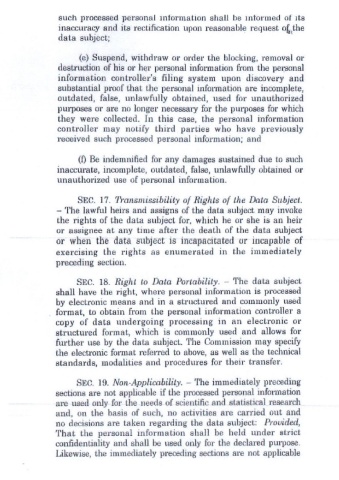 such processed personal information shall be informed of its
inaccuracy and its rectification upon reasonable request of the
data subject;
(e) Suspend, withdraw or order the blocking, removal or
destruction of his or her personal information from the personal
information controller's filing system upon discovery and
substantial proof that the personal information are incomplete,
outdated, false, unlawfully obtained, used for unauthorized
purposes or are no longer necessary for the purposes for which
they were collected. In this case, the personal information
controller may notify third parties who have previously
received such processed personal information; and
(f) Be indemnified for any damages sustained due to such
inaccurate, incomplete, outdated, false, unlawfully obtained or
unauthorized use of personal information.
SEC. 17. Transmissibility of Rights of the Data Subject.
– The lawful heirs and assigns of the data subject may invoke
the rights of the data subject for, which he or she is an heir
or assignee at any time after the death of the data subject
or when the data subject is incapacitated or incapable of
exercising the rights as enumerated in the immediately
preceding section.
SEC. 18. Right to Data Portability. – The data subject
shall have the right, where personal information is processed
by electronic means and in a structured and commonly used
format, to obtain from the personal information controller a
copy of data undergoing processing in an electronic or
structured format, which is commonly used and allows for
further use by the data subject. The Commission may specify
the electronic format referred to above, as well as the technical
standards, modalities and procedures for their transfer.
SEC. 19. Non-Applicability. – The immediately preceding
sections are not applicable if the processed personal information
are used only for the needs of scientific and statistical research
and, on the basis of such, no activities are carried out and
no decisions are taken regarding the data subject: Provided,
That the personal information shall be held under strict
confidentiality and shall be used only for the declared purpose.
Likewise, the immediately preceding sections are not applicable